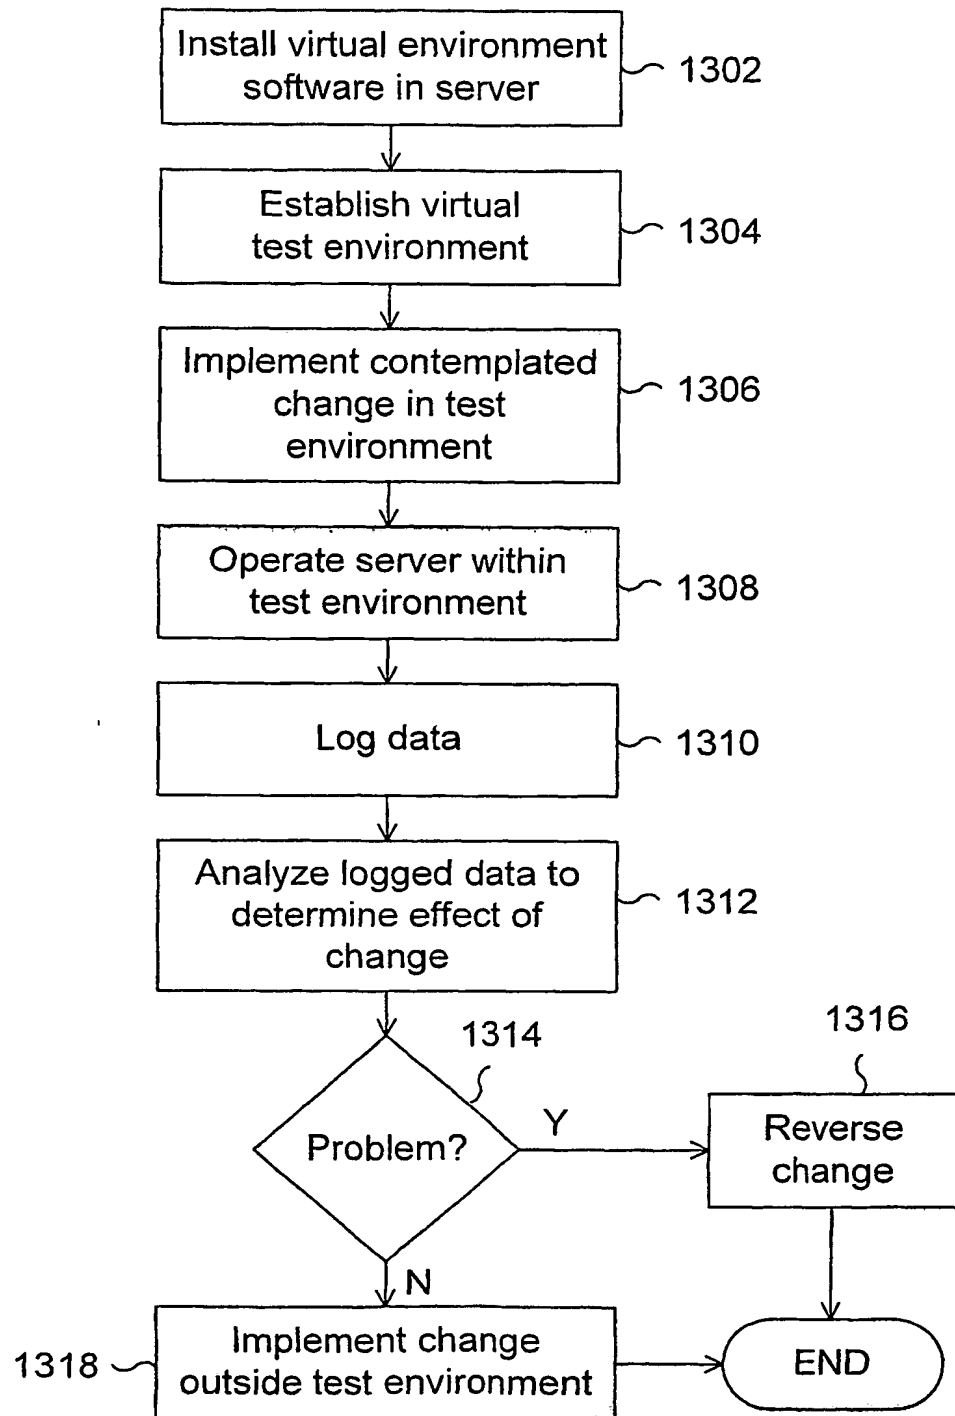 Install virtual environment
software in server
1302
Establish virtual
test environment
1304
Implement contemplated
change in test
environment
1306
Operate server within
test environment
1308
Log data
1310
Analyze logged data to
determine effect of
change
1312
1314
Problem?
Y
N
1316
Reverse
change
1318
Implement change
outside test environment
END